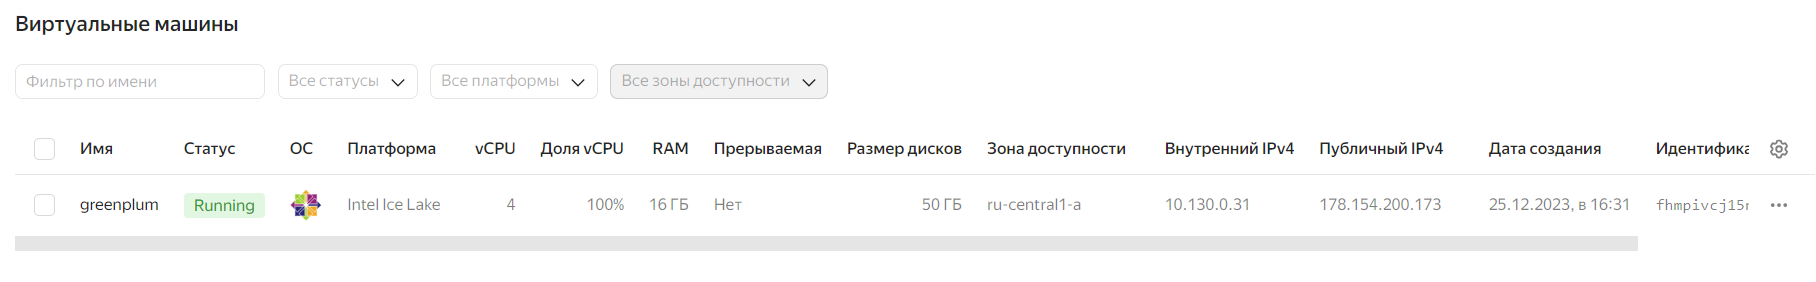 Виртуальные машины
Фильтр по имени Все статусы Все платформы Все зоны доступности
Имя Статус ОС Платформа vCPU Доля vCPU RAM Прерываемая Размер дисков Зона доступности Внутренний IPv4 Публичный IPv4 Дата создания Идентифика
greenplum Running Intel Ice Lake 4 100% 16 ГБ Нет 50 ГБ ru-central1-a 10.130.0.31 178.154.200.173 25.12.2023, в 16:31 fhmpivcj15r